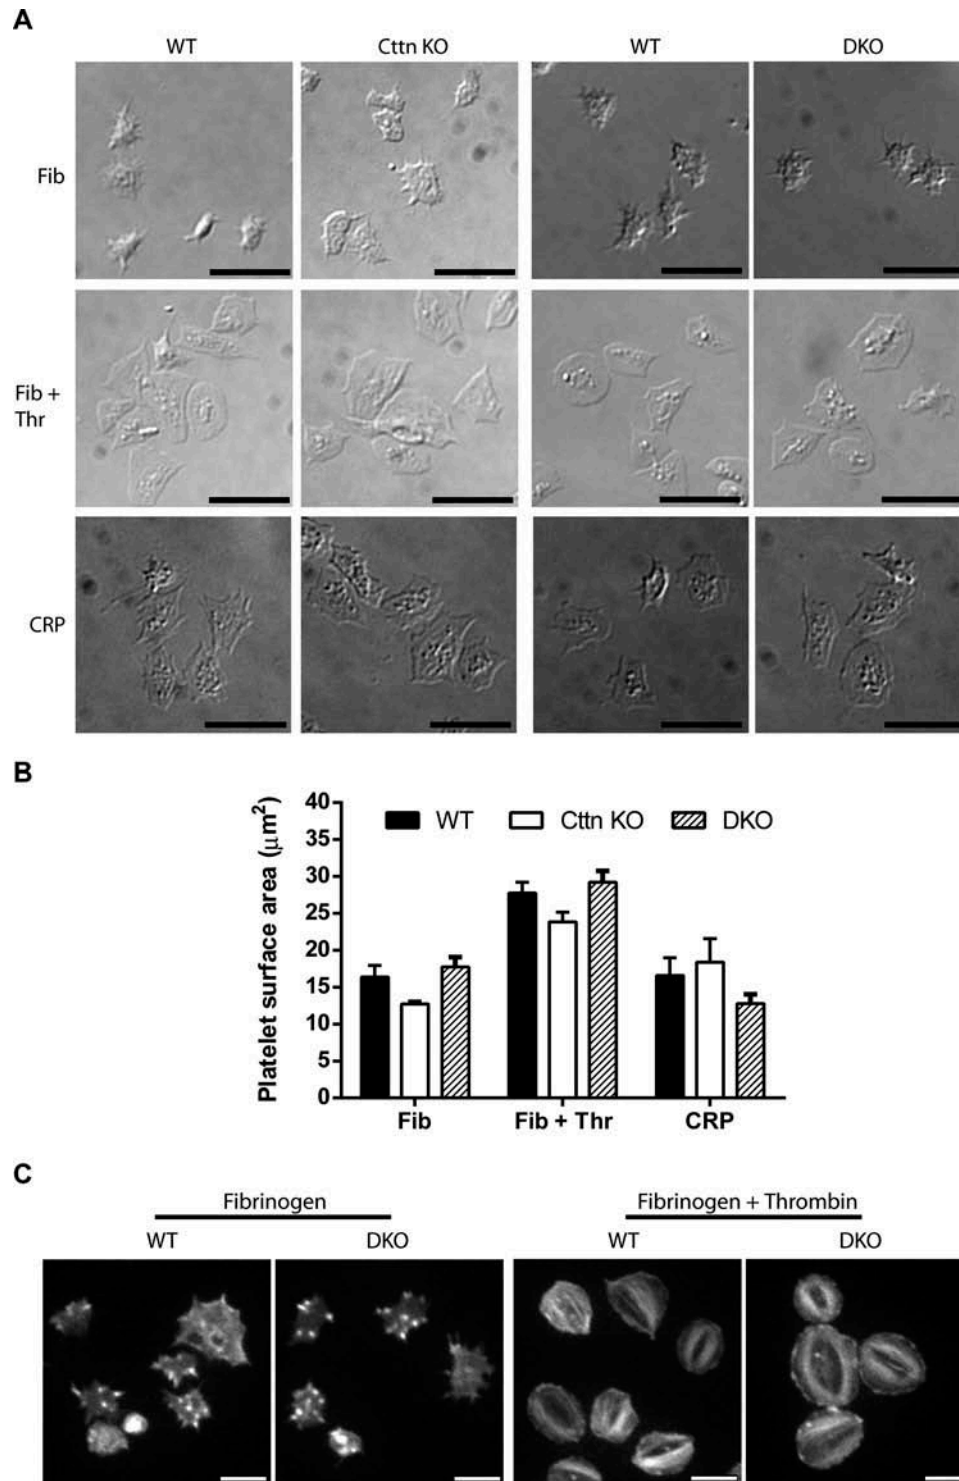 A
WT Cttn KO WT DKO
Fib
Fib +
Thr
CRP
B
Platelet surface area (μm²)
40
35
30
25
20
15
10
5
0
WT Cttn KO DKO
Fib Fib + Thr CRP
C
Fibrinogen Fibrinogen + Thrombin
WT DKO WT DKO